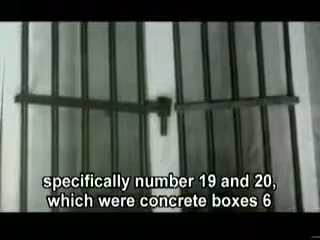 specifically number 19 and 20,
which were concrete boxes 6